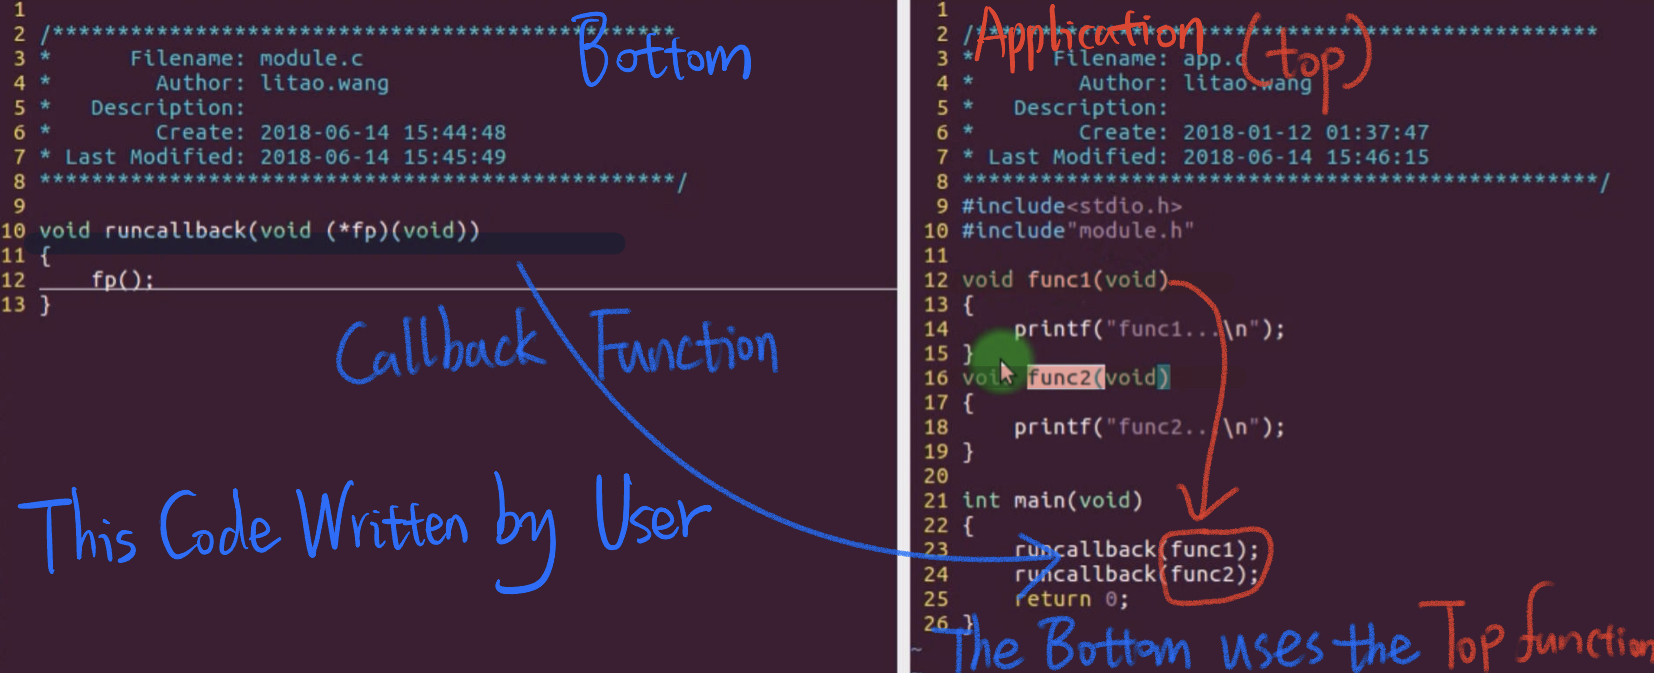 1
2 /************************************************
3 *      Filename: module.c
4 *        Author: litao.wang
5 *   Description:
6 *        Create: 2018-06-14 15:44:48
7 * Last Modified: 2018-06-14 15:45:49
8 *************************************************/
9
10 void runcallback(void (*fp)(void))
11 {
12     fp();
13 }
Bottom
Callback Function
This Code Written by User
1
2 /************************************************
3 *      Filename: app.c
4 *        Author: litao.wang
5 *   Description:
6 *        Create: 2018-01-12 01:37:47
7 * Last Modified: 2018-06-14 15:46:15
8 *************************************************/
9 #include<stdio.h>
10 #include"module.h"
11
12 void func1(void)
13 {
14     printf("func1...\n");
15 }
16 void func2(void)
17 {
18     printf("func2...\n");
19 }
20
21 int main(void)
22 {
23     runcallback(func1);
24     runcallback(func2);
25     return 0;
26 }
~
Application (top)
The Bottom uses the Top function